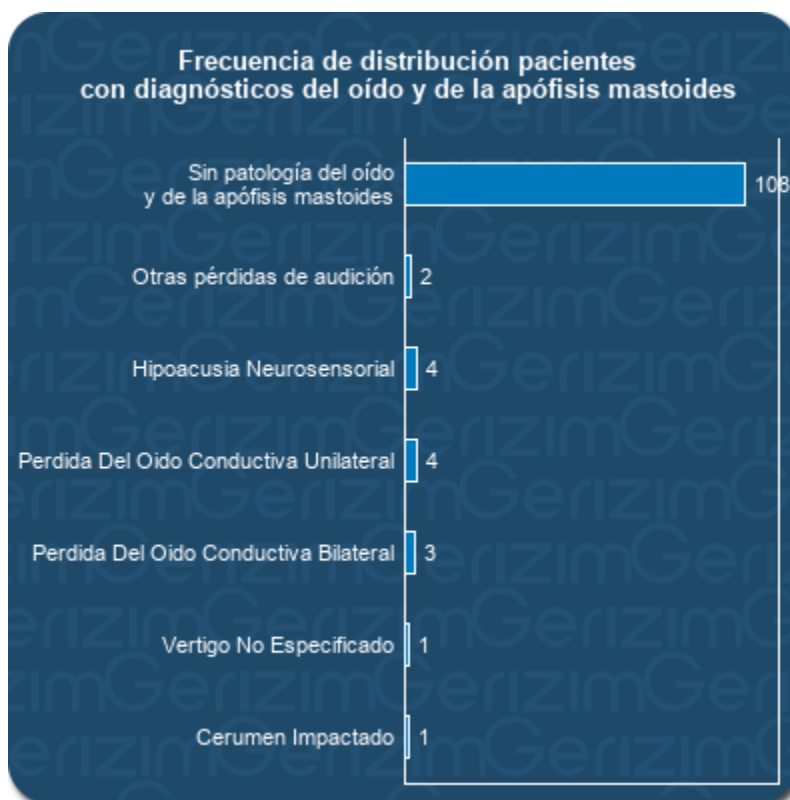 Frecuencia de distribución pacientes
con diagnósticos del oído y de la apófisis mastoides
Sin patología del oído
y de la apófisis mastoides
108
Otras pérdidas de audición
2
Hipoacusia Neurosensorial
4
Perdida Del Oido Conductiva Unilateral
4
Perdida Del Oido Conductiva Bilateral
3
Vertigo No Especificado
1
Cerumen Impactado
1